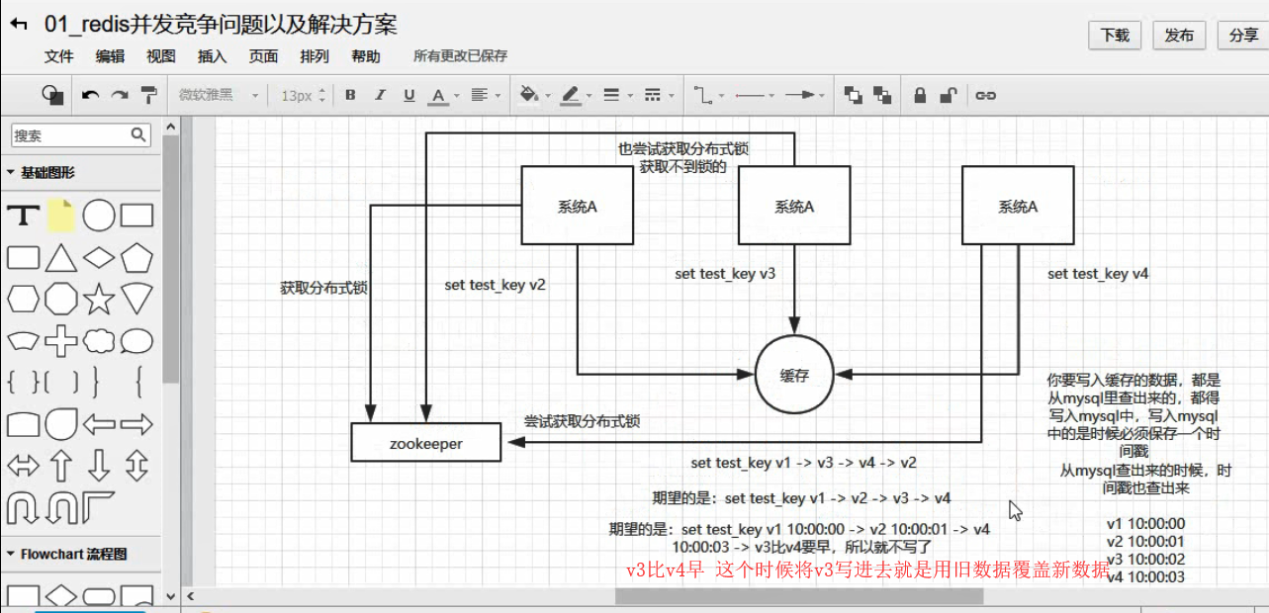 01_redis并发竞争问题以及解决方案
文件 编辑 视图 插入 页面 排列 帮助 所有更改已保存
下载 发布 分享
微软雅黑 13px B I U A
搜索
基础图形
T
也尝试获取分布式锁
获取不到锁的
系统A 系统A 系统A
获取分布式锁
set test_key v2
set test_key v3
set test_key v4
缓存
尝试获取分布式锁
zookeeper
set test_key v1 -> v3 -> v4 -> v2
期望的是：set test_key v1 -> v2 -> v3 -> v4
期望的是：set test_key v1 10:00:00 -> v2 10:00:01 -> v4
10:00:03 -> v3比v4要早，所以就不写了
v3比v4早 这个时候将v3写进去就是用旧数据覆盖新数据
你要写入缓存的数据，都是
从mysql里查出来的，都得
写入mysql中，写入mysql
中的是时候必须保存一个时
间戳
从mysql查出来的时候，时
间戳也查出来
v1 10:00:00
v2 10:00:01
v3 10:00:02
v4 10:00:03
Flowchart 流程图